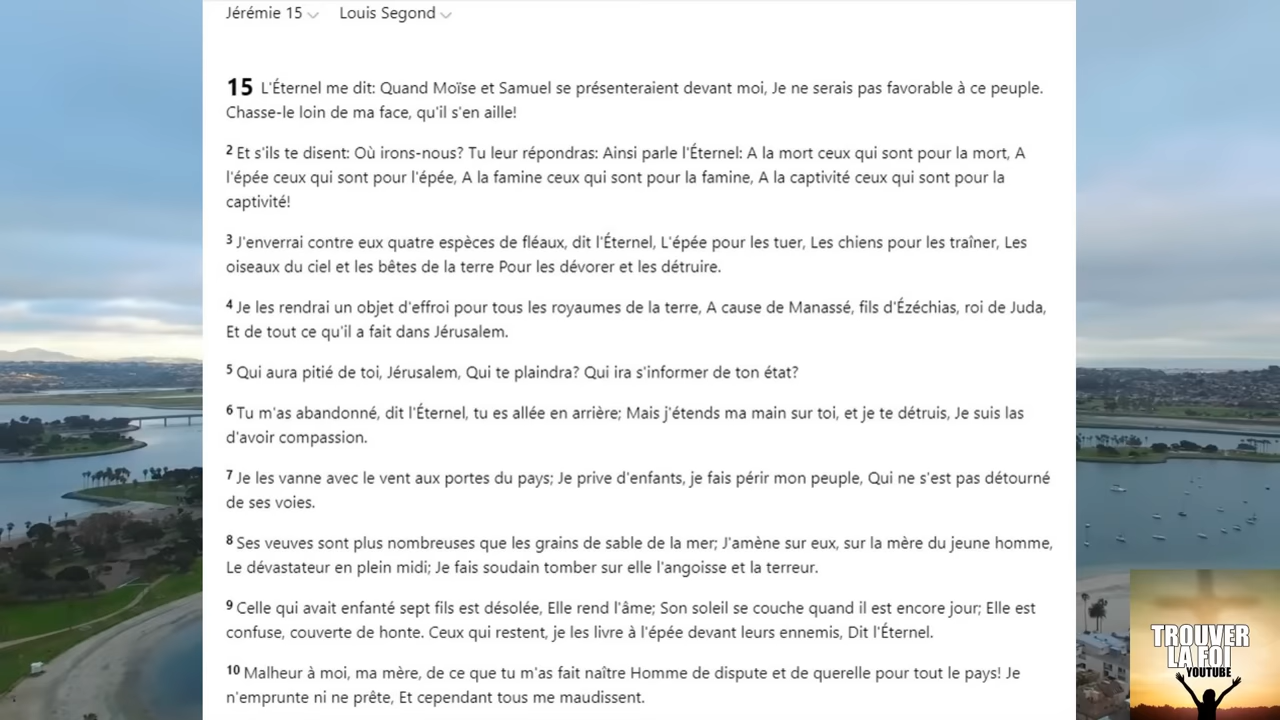 Jérémie 15 Louis Segond
15 L'Éternel me dit: Quand Moïse et Samuel se présenteraient devant moi, Je ne serais pas favorable à ce peuple.
Chasse-le loin de ma face, qu'il s'en aille!
2 Et s'ils te disent: Où irons-nous? Tu leur répondras: Ainsi parle l'Éternel: A la mort ceux qui sont pour la mort, A
l'épée ceux qui sont pour l'épée, A la famine ceux qui sont pour la famine, A la captivité ceux qui sont pour la
captivité!
3 J'enverrai contre eux quatre espèces de fléaux, dit l'Éternel, L'épée pour les tuer, Les chiens pour les traîner, Les
oiseaux du ciel et les bêtes de la terre Pour les dévorer et les détruire.
4 Je les rendrai un objet d'effroi pour tous les royaumes de la terre, A cause de Manassé, fils d'Ézéchias, roi de Juda,
Et de tout ce qu'il a fait dans Jérusalem.
5 Qui aura pitié de toi, Jérusalem, Qui te plaindra? Qui ira s'informer de ton état?
6 Tu m'as abandonné, dit l'Éternel, tu es allée en arrière; Mais j'étends ma main sur toi, et je te détruis, Je suis las
d'avoir compassion.
7 Je les vanne avec le vent aux portes du pays; Je prive d'enfants, je fais périr mon peuple, Qui ne s'est pas détourné
de ses voies.
8 Ses veuves sont plus nombreuses que les grains de sable de la mer; J'amène sur eux, sur la mère du jeune homme,
Le dévastateur en plein midi; Je fais soudain tomber sur elle l'angoisse et la terreur.
9 Celle qui avait enfanté sept fils est désolée, Elle rend l'âme; Son soleil se couche quand il est encore jour; Elle est
confuse, couverte de honte. Ceux qui restent, je les livre à l'épée devant leurs ennemis, Dit l'Éternel.
10 Malheur à moi, ma mère, de ce que tu m'as fait naître Homme de dispute et de querelle pour tout le pays! Je
n'emprunte ni ne prête, Et cependant tous me maudissent.
TROUVER
LA FOI
YOUTUBE